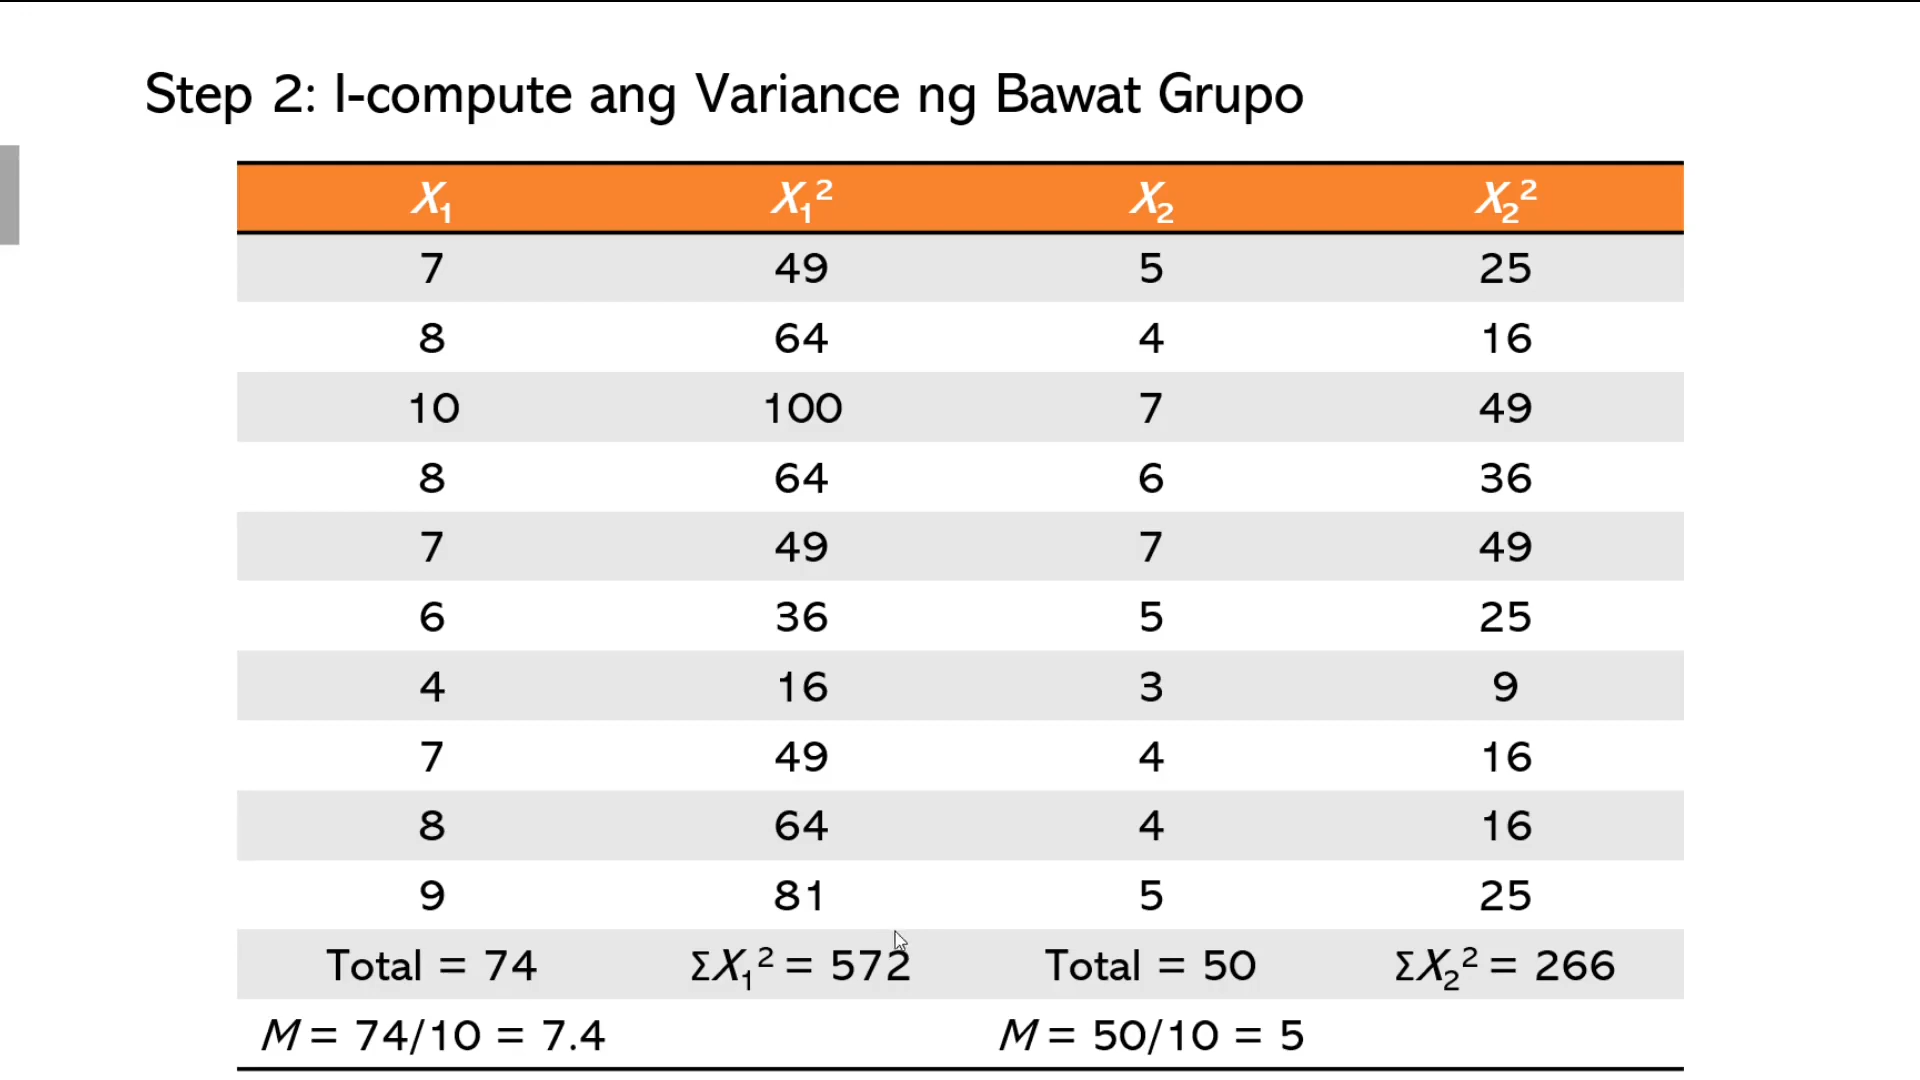 Step 2: I-compute ang Variance ng Bawat Grupo
X₁ X₁² X₂ X₂²
7 49 5 25
8 64 4 16
10 100 7 49
8 64 6 36
7 49 7 49
6 36 5 25
4 16 3 9
7 49 4 16
8 64 4 16
9 81 5 25
Total = 74 ΣX₁² = 572 Total = 50 ΣX₂² = 266
M = 74/10 = 7.4 M = 50/10 = 5